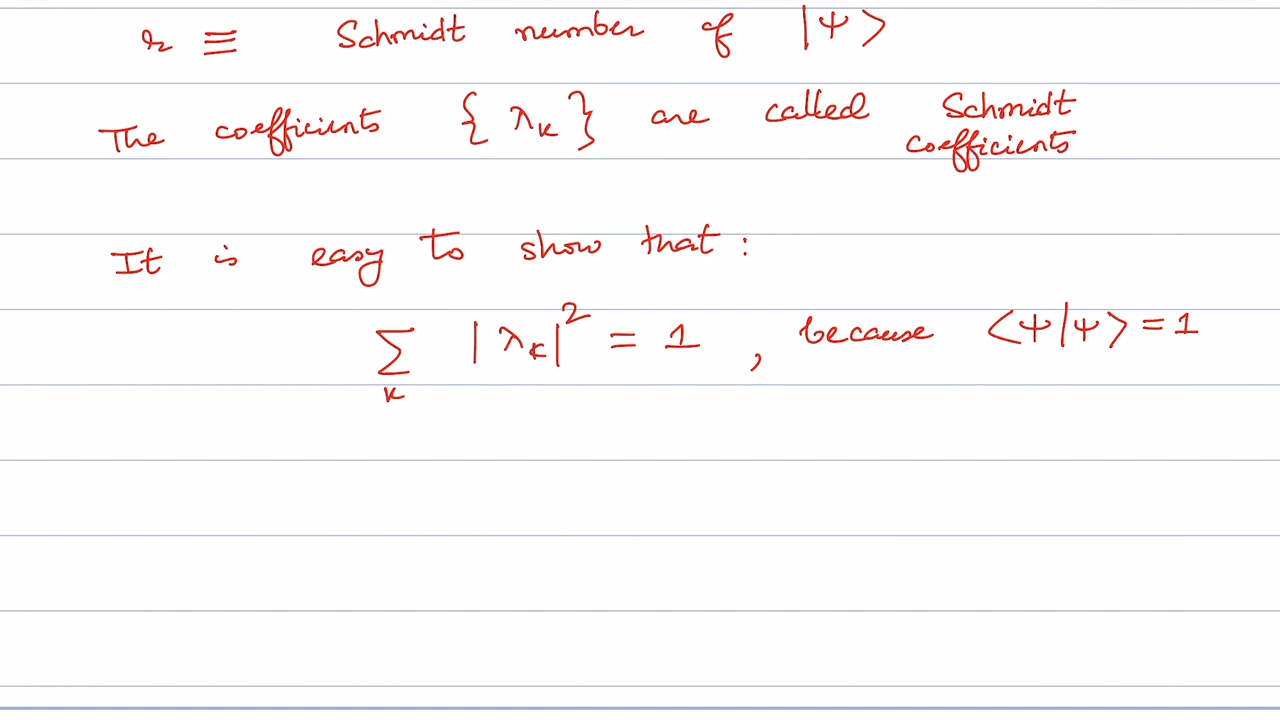 r ≡ Schmidt number of |Ψ>
The coefficients {λ_k} are called Schmidt
coefficients
It is easy to show that:
∑_k |λ_k|² = 1, because <Ψ|Ψ> = 1